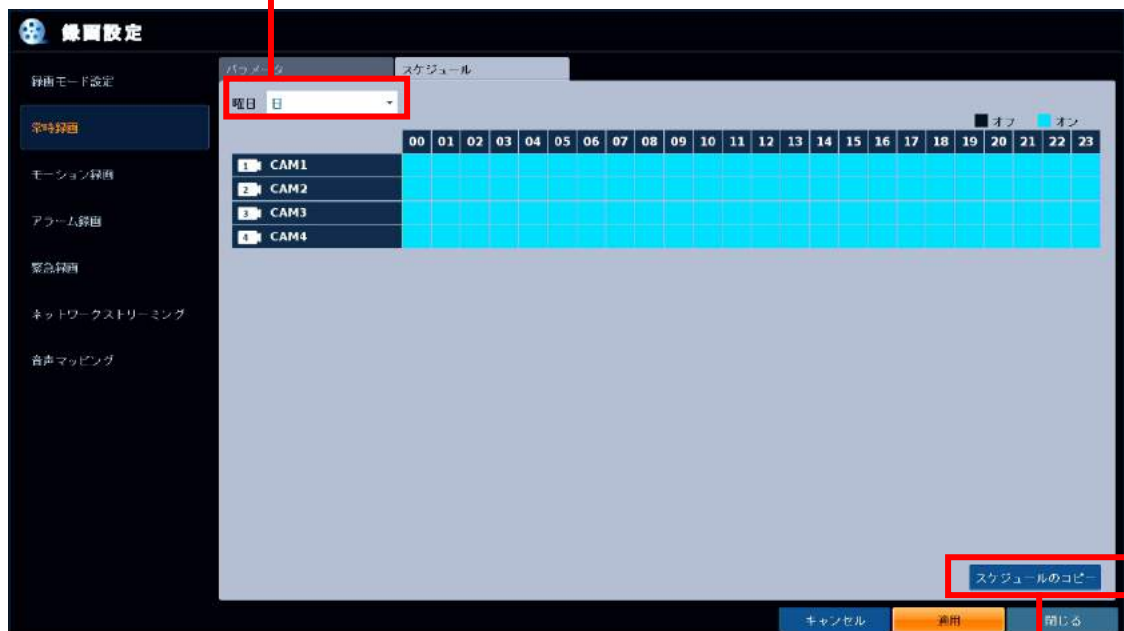 録画設定
録画モード設定
常時録画
モーション録画
アラーム録画
緊急録画
ネットワークストリーミング
音声マッピング
パラメータ
スケジュール
曜日 日
オフ オン
00 01 02 03 04 05 06 07 08 09 10 11 12 13 14 15 16 17 18 19 20 21 22 23
1 CAM1
2 CAM2
3 CAM3
4 CAM4
スケジュールのコピー
キャンセル 適用 閉じる